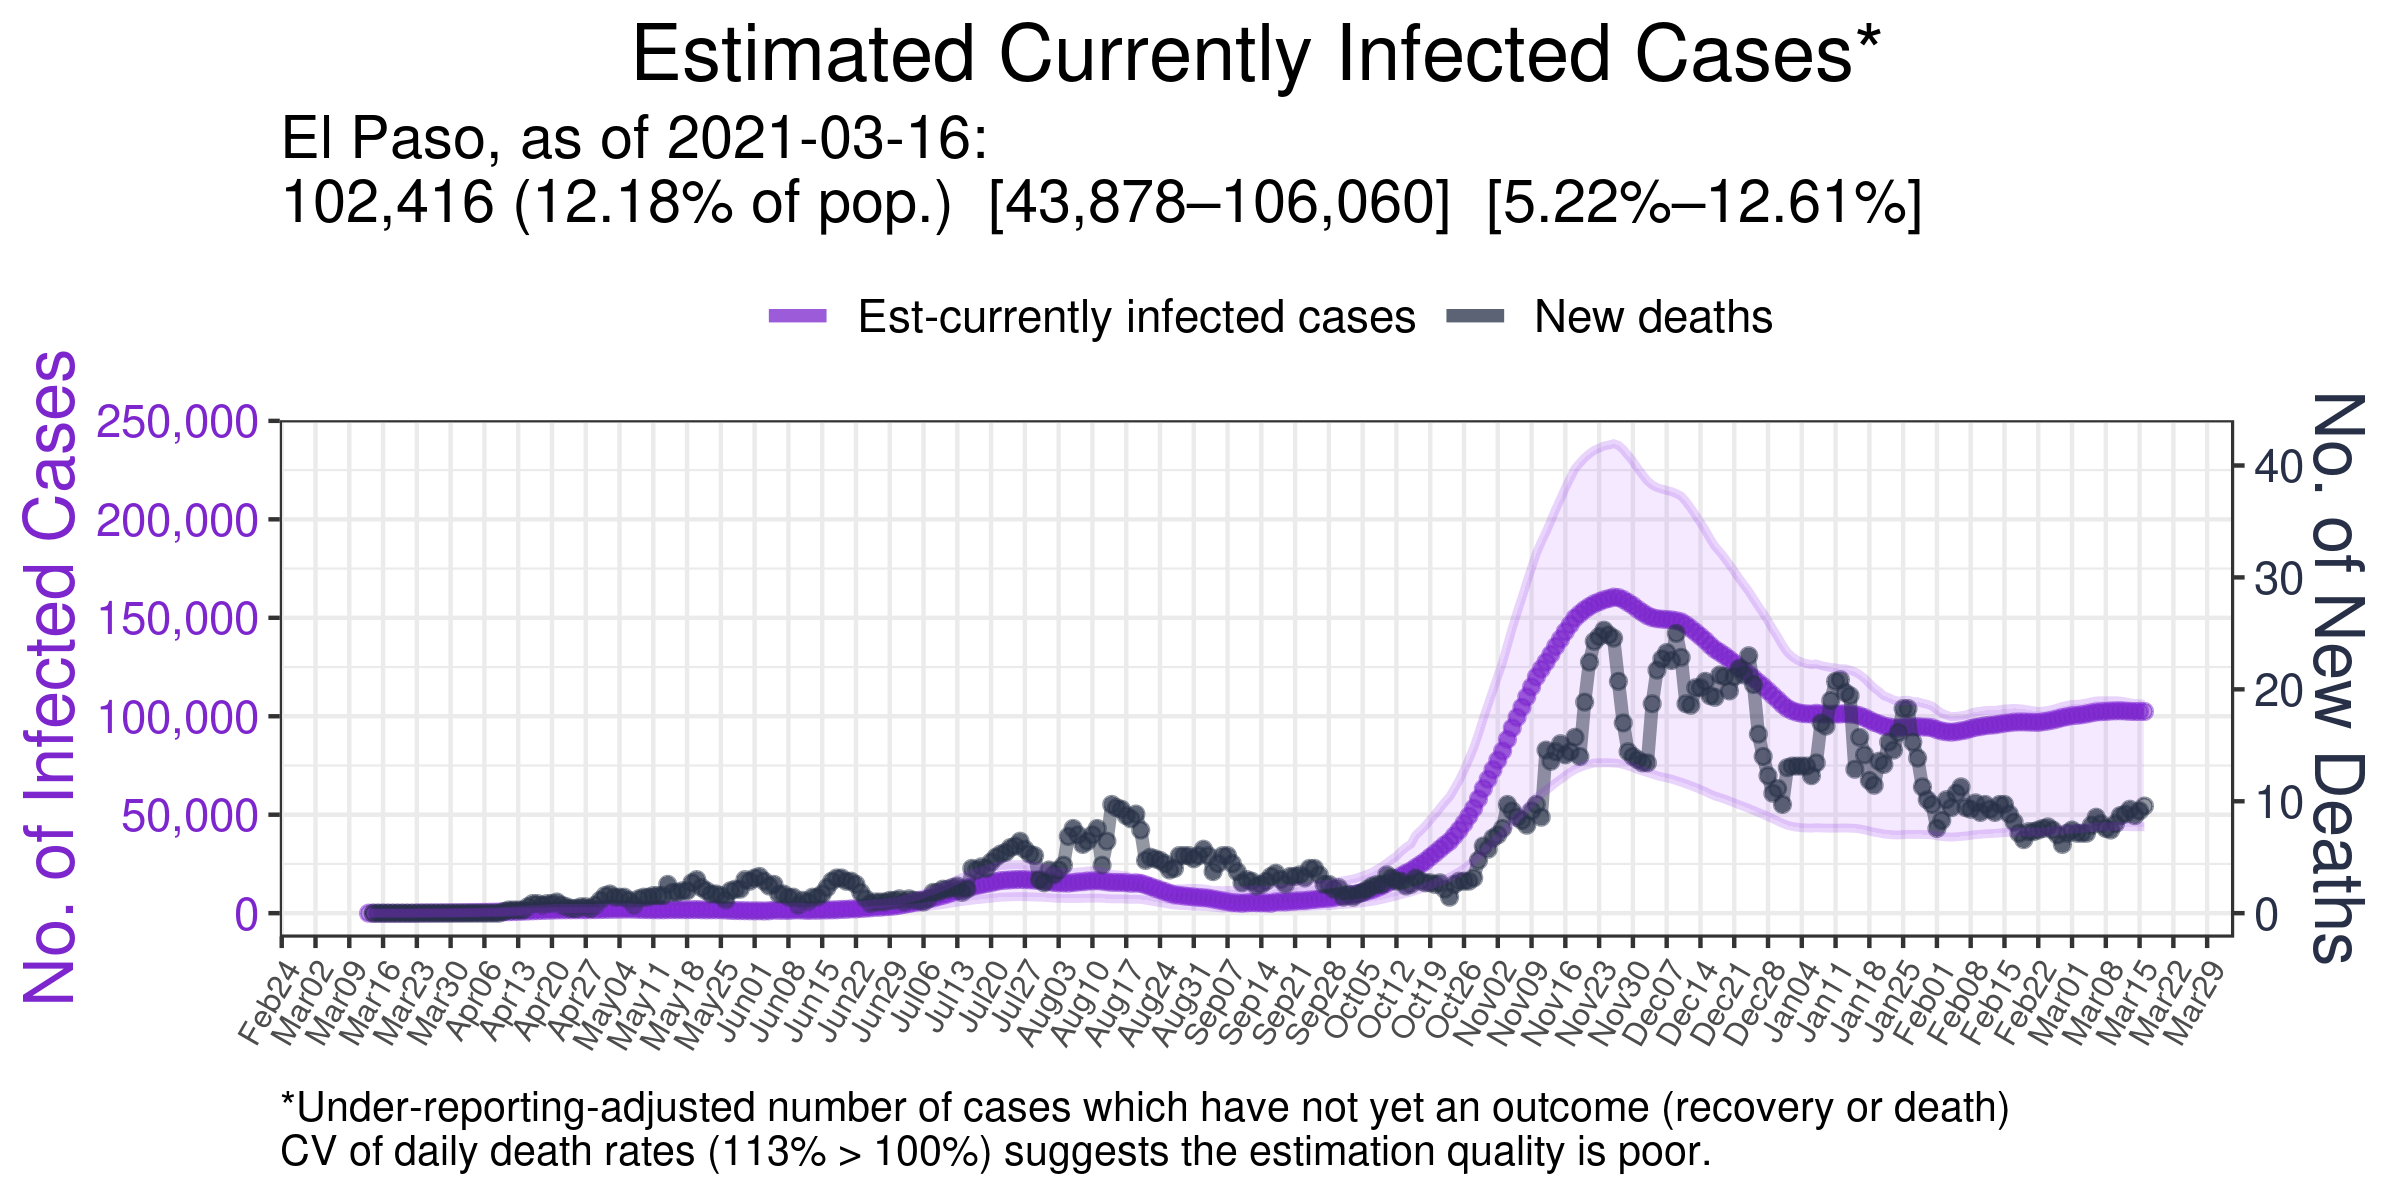 Estimated Currently Infected Cases*
El Paso, as of 2021-03-16:
102,416 (12.18% of pop.) [43,878–106,060] [5.22%–12.61%]
Est-currently infected cases New deaths
No. of Infected Cases
250,000
200,000
150,000
100,000
50,000
0
40
30
20
10
0
No. of New Deaths
Feb24 Mar02 Mar09 Mar16 Mar23 Mar30 Apr06 Apr13 Apr20 Apr27 May04 May11 May18 May25 Jun01 Jun08 Jun15 Jun22 Jun29 Jul06 Jul13 Jul20 Jul27 Aug03 Aug10 Aug17 Aug24 Aug31 Sep07 Sep14 Sep21 Sep28 Oct05 Oct12 Oct19 Oct26 Nov02 Nov09 Nov16 Nov23 Nov30 Dec07 Dec14 Dec21 Dec28 Jan04 Jan11 Jan18 Jan25 Feb01 Feb08 Feb15 Feb22 Mar01 Mar08 Mar15 Mar22 Mar29
*Under-reporting-adjusted number of cases which have not yet an outcome (recovery or death)
CV of daily death rates (113% > 100%) suggests the estimation quality is poor.